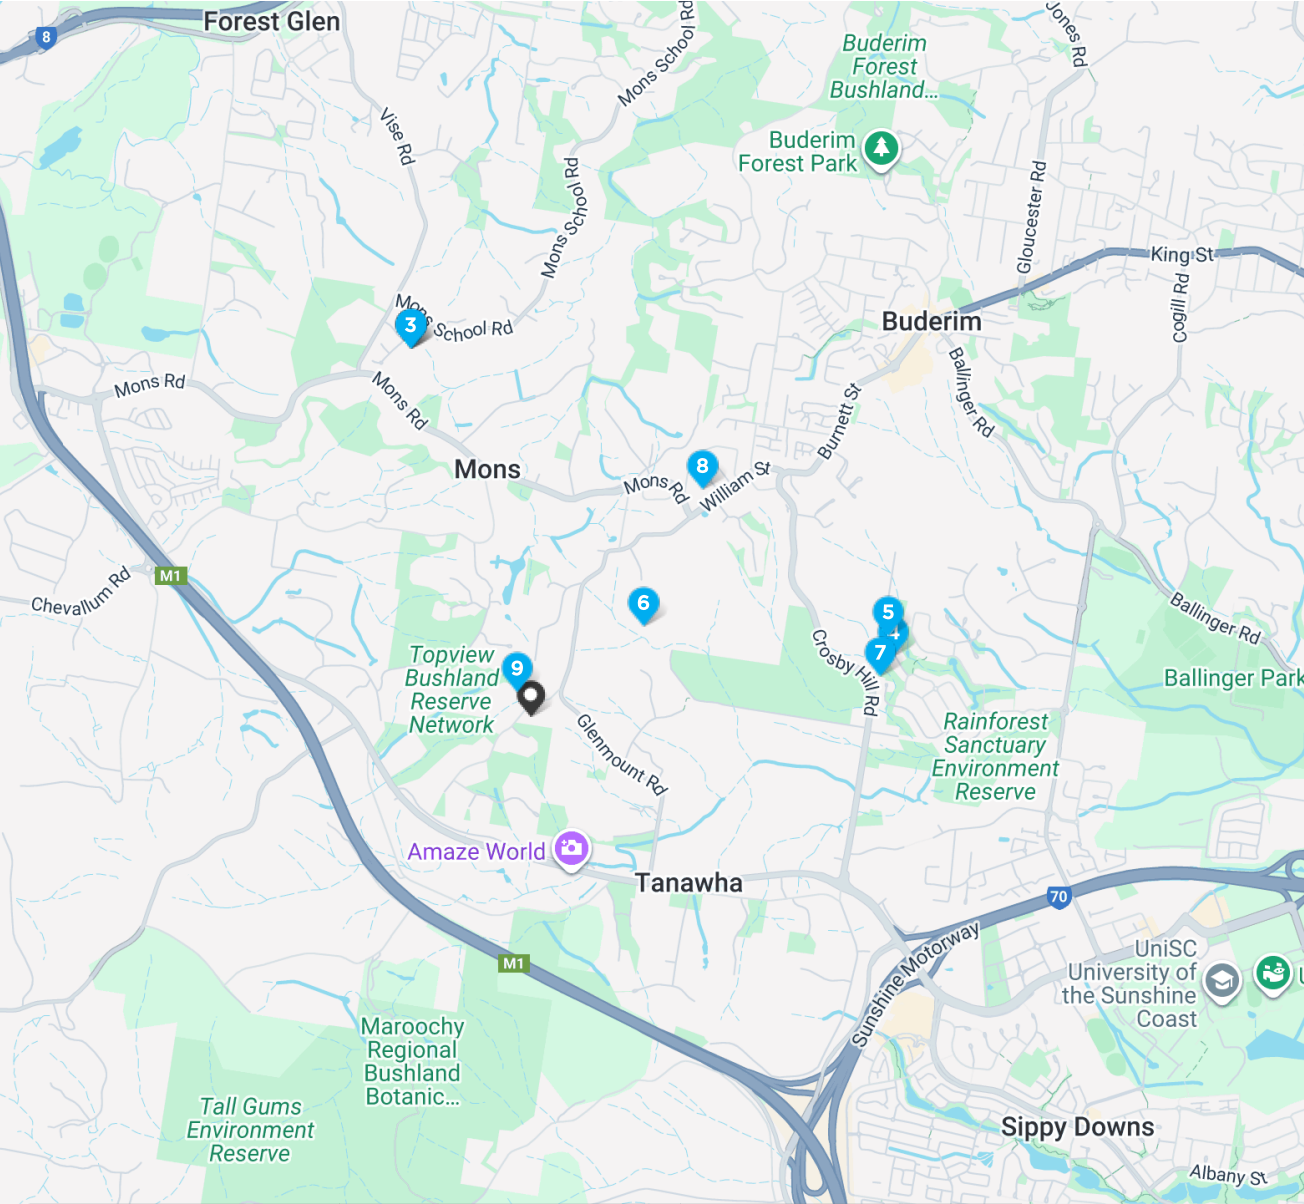 Forest Glen
8
Mons School Rd
Jones Rd
Buderim
Forest
Bushland...
Vise Rd
Buderim
Forest Park
Mons School Rd
Gloucester Rd
King St
Cogill Rd
Mons School Rd
3
Buderim
Mons Rd
Mons Rd
Ballinger Rd
Burnett St
Mons
8
William St
Mons Rd
M1
Chevallum Rd
6
5
4
7
Ballinger Rd
Crosby Hill Rd
Topview
Bushland
Reserve
Network
9
Ballinger Park
Rainforest
Sanctuary
Environment
Reserve
Glenmount Rd
Amaze World
Tanawha
70
Sunshine Motorway
M1
UniSC
University of
the Sunshine
Coast
U
Maroochy
Regional
Bushland
Botanic...
Tall Gums
Environment
Reserve
Sippy Downs
Albany St